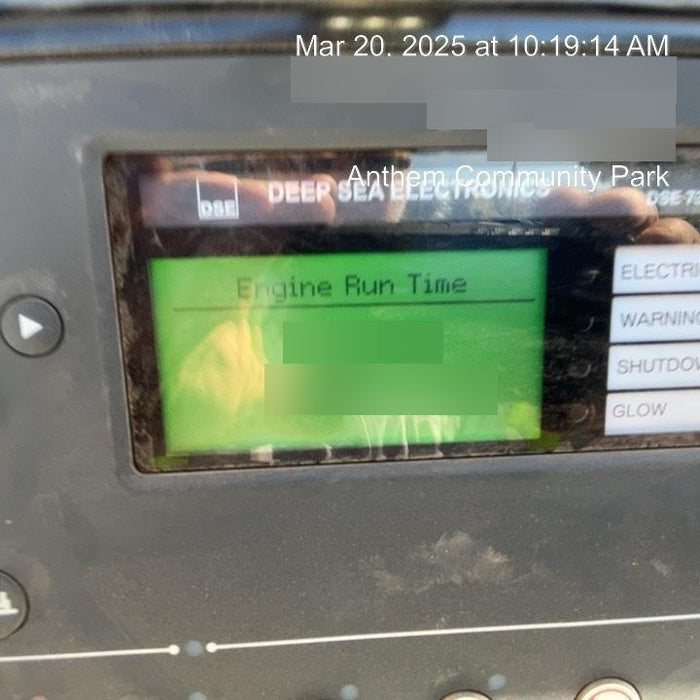 Mar 20, 2025 at 10:19:14 AM
Anthem Community Park
DSE
DEEP SEA ELECTRONICS
Engine Run Time
WARNING
GLOW